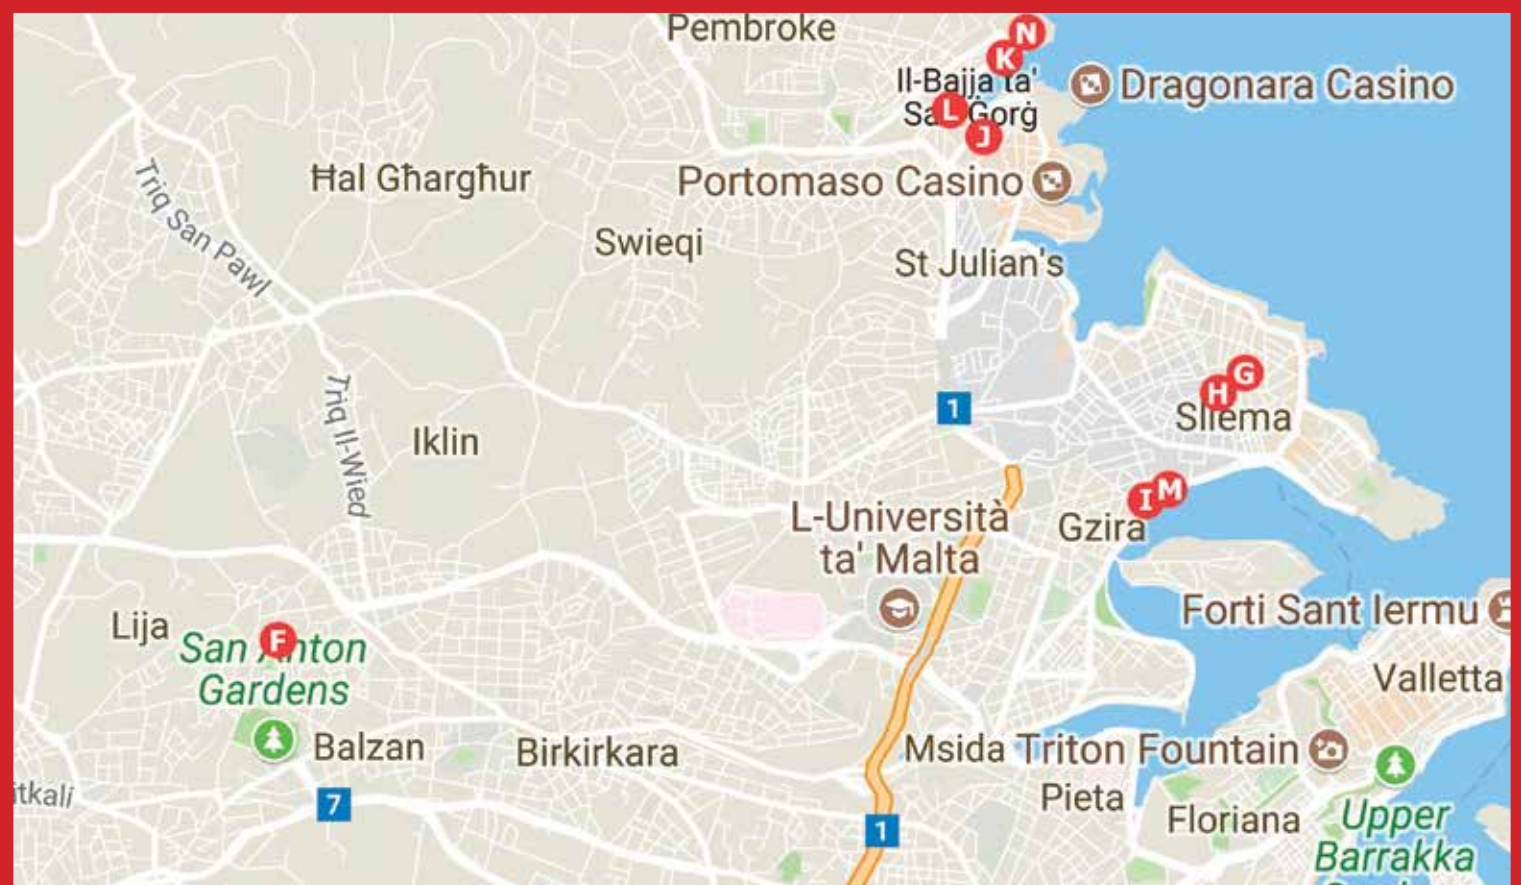 Pembroke
N
K
Il-Bajja ta'
Dragonara Casino
L
Ġorġ
J
Triq San Pawl
Ħal Għargħur
Portomaso Casino
Swieqi
St Julian's
G
H
Sliema
1
Triq Il-Wied
Iklin
I
M
L-Università
ta' Malta
Gzira
Lija
F
San Anton
Gardens
Forti Sant Iermu
Valletta
Balzan
Birkirkara
Msida
Triton Fountain
itkali
7
Pieta
Floriana
1
Upper
Barrakka